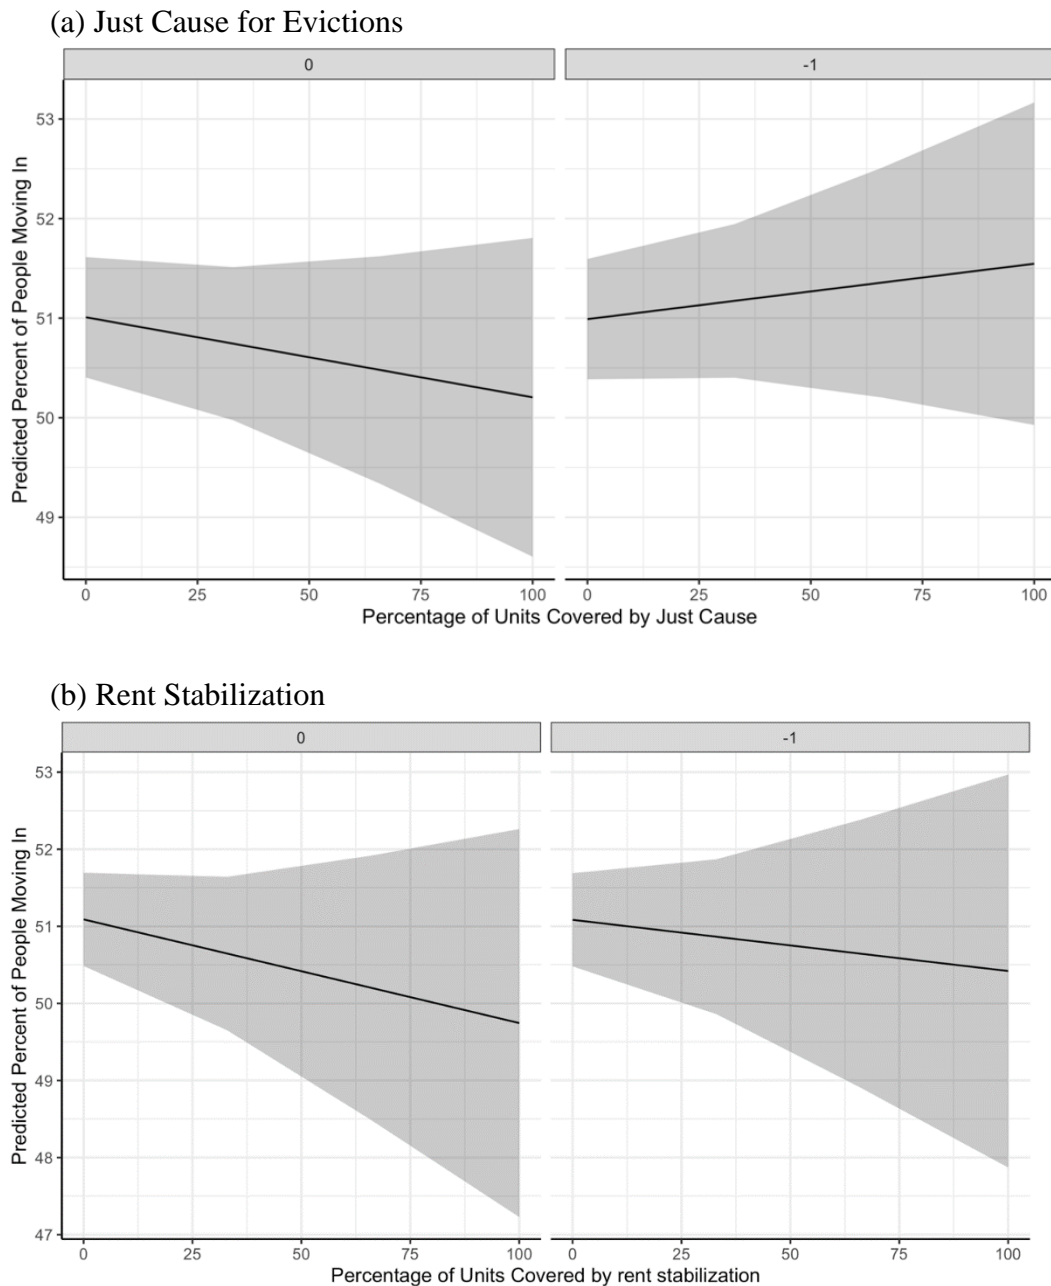 (a) Just Cause for Evictions
0 -1
53
52
51
50
49
Predicted Percent of People Moving In
0 25 50 75 100 0 25 50 75 100
Percentage of Units Covered by Just Cause
(b) Rent Stabilization
0 -1
53
52
51
50
49
48
47
Predicted Percent of People Moving In
0 25 50 75 100 0 25 50 75 100
Percentage of Units Covered by rent stabilization